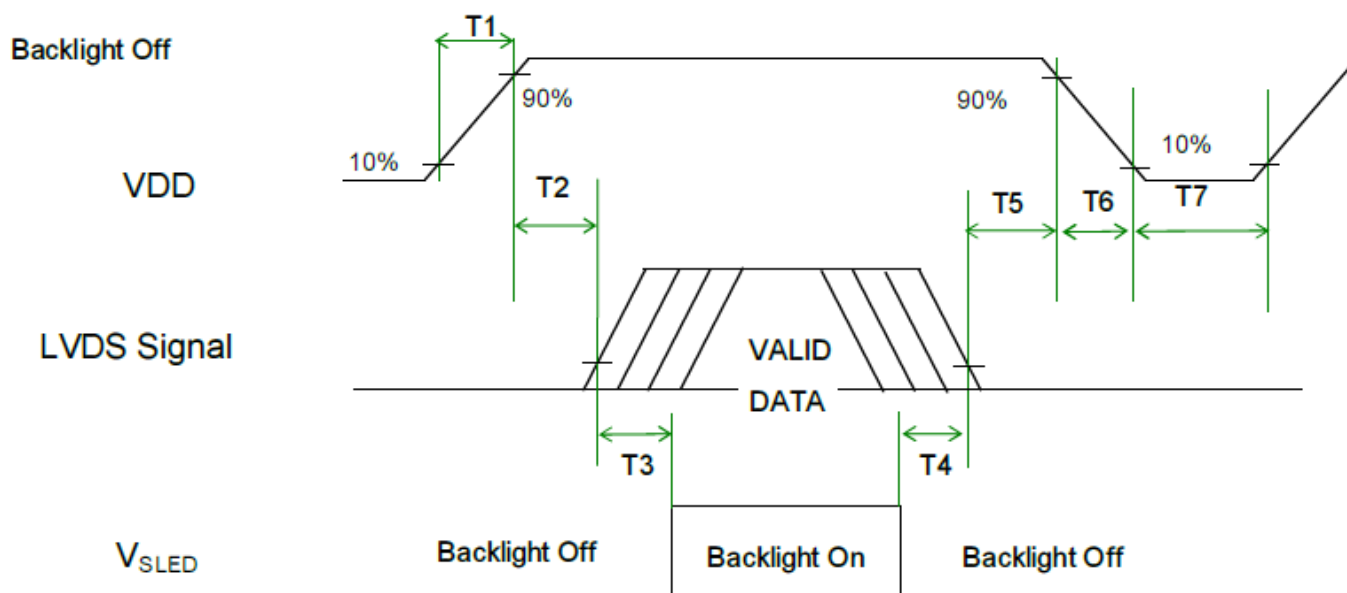 T1
Backlight Off
90%
90%
10%
10%
VDD
T2
T5
T6
T7
LVDS Signal
VALID
DATA
T3
T4
VSLED
Backlight Off
Backlight On
Backlight Off